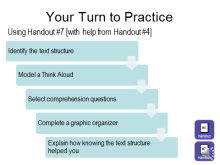 Your Turn to Practice
Using Handout #7 [with help from Handout#4]
Identify the text structure
Model a Think Aloud
Select comprehension questions
Complete a graphic organizer
Explain how knowing the text structure
helped you